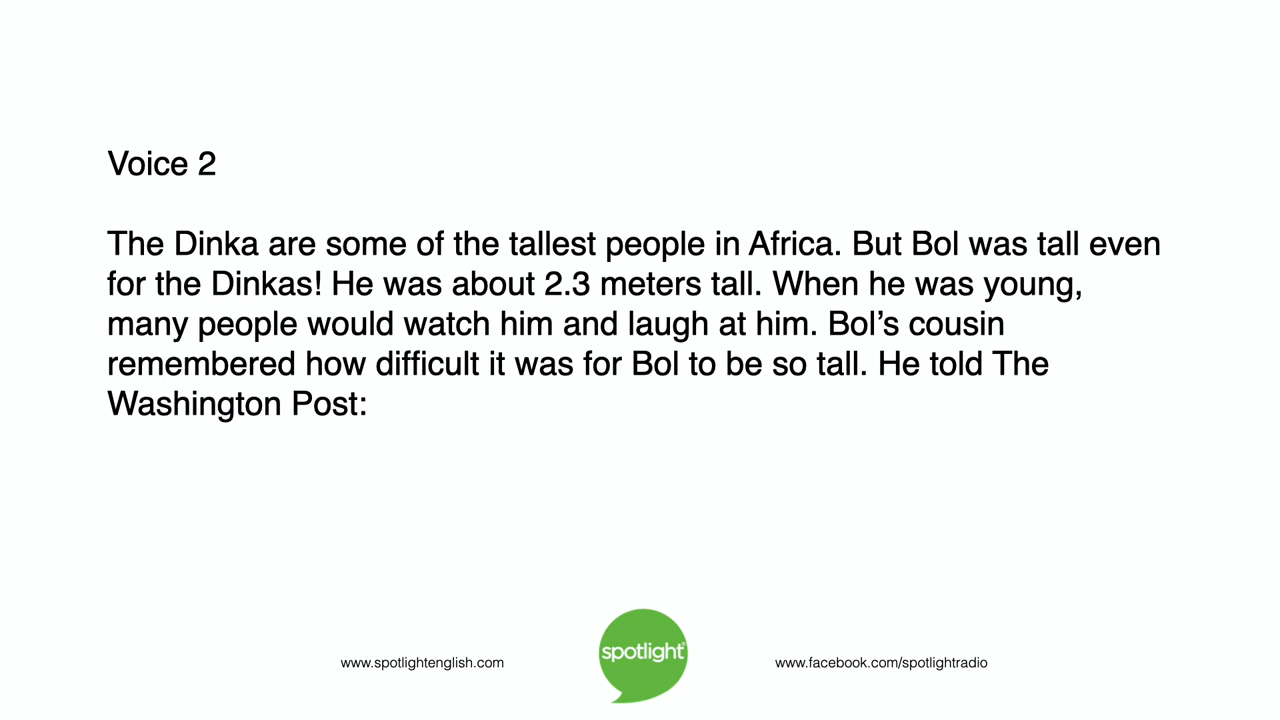 Voice 2
The Dinka are some of the tallest people in Africa. But Bol was tall even
for the Dinkas! He was about 2.3 meters tall. When he was young,
many people would watch him and laugh at him. Bol’s cousin
remembered how difficult it was for Bol to be so tall. He told The
Washington Post:
www.spotlightenglish.com
spotlight®
www.facebook.com/spotlightradio